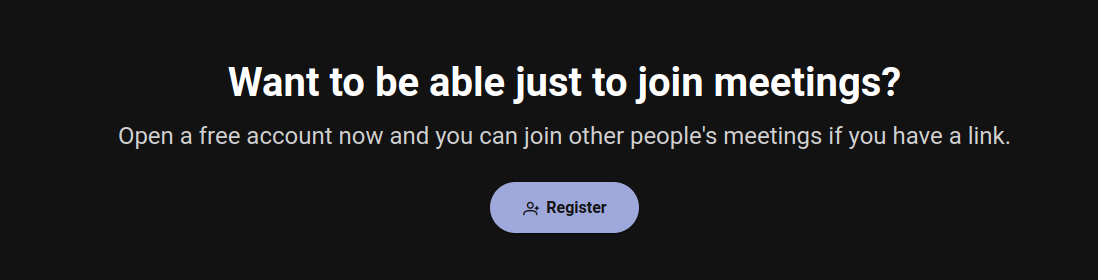 Want to be able just to join meetings?
Open a free account now and you can join other people's meetings if you have a link.
Register